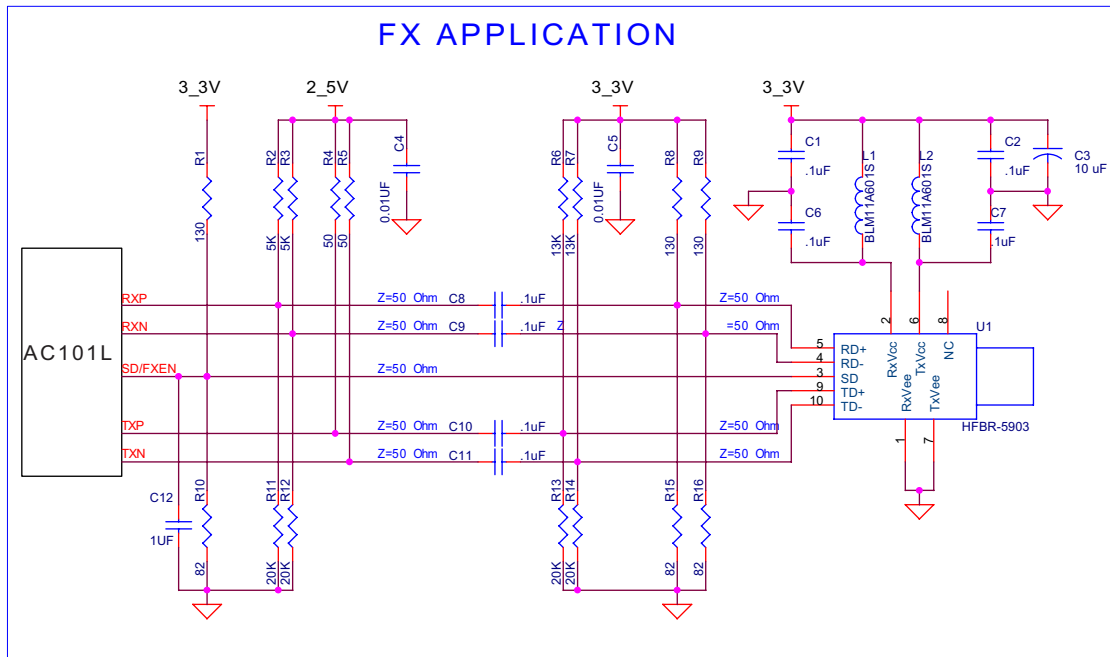 FX APPLICATION
3_3V
2_5V
3_3V
3_3V
R1
R2
R3
R4
R5
C4
R6
R7
C5
R8
R9
C1
.1uF
L1
L2
C2
.1uF
C3
10 uF
130
5K
5K
50
50
0.01UF
13K
13K
0.01UF
130
130
C6
.1uF
BLM11A601S
BLM11A601S
C7
.1uF
AC101L
RXP
Z=50 Ohm
C8
.1uF
Z=50 Ohm
RXN
Z=50 Ohm
C9
.1uF
Z
=50 Ohm
SD/FXEN
Z=50 Ohm
TXP
Z=50 Ohm
C10
.1uF
Z=50 Ohm
TXN
Z=50 Ohm
C11
.1uF
Z=50 Ohm
2
6
8
U1
5
RD+
4
RD-
3
SD
9
TD+
10
TD-
RxVcc
TxVcc
NC
RxVee
TxVee
HFBR-5903
1
7
C12
1UF
R10
R11
R12
R13
R14
R15
R16
82
20K
20K
20K
20K
82
82